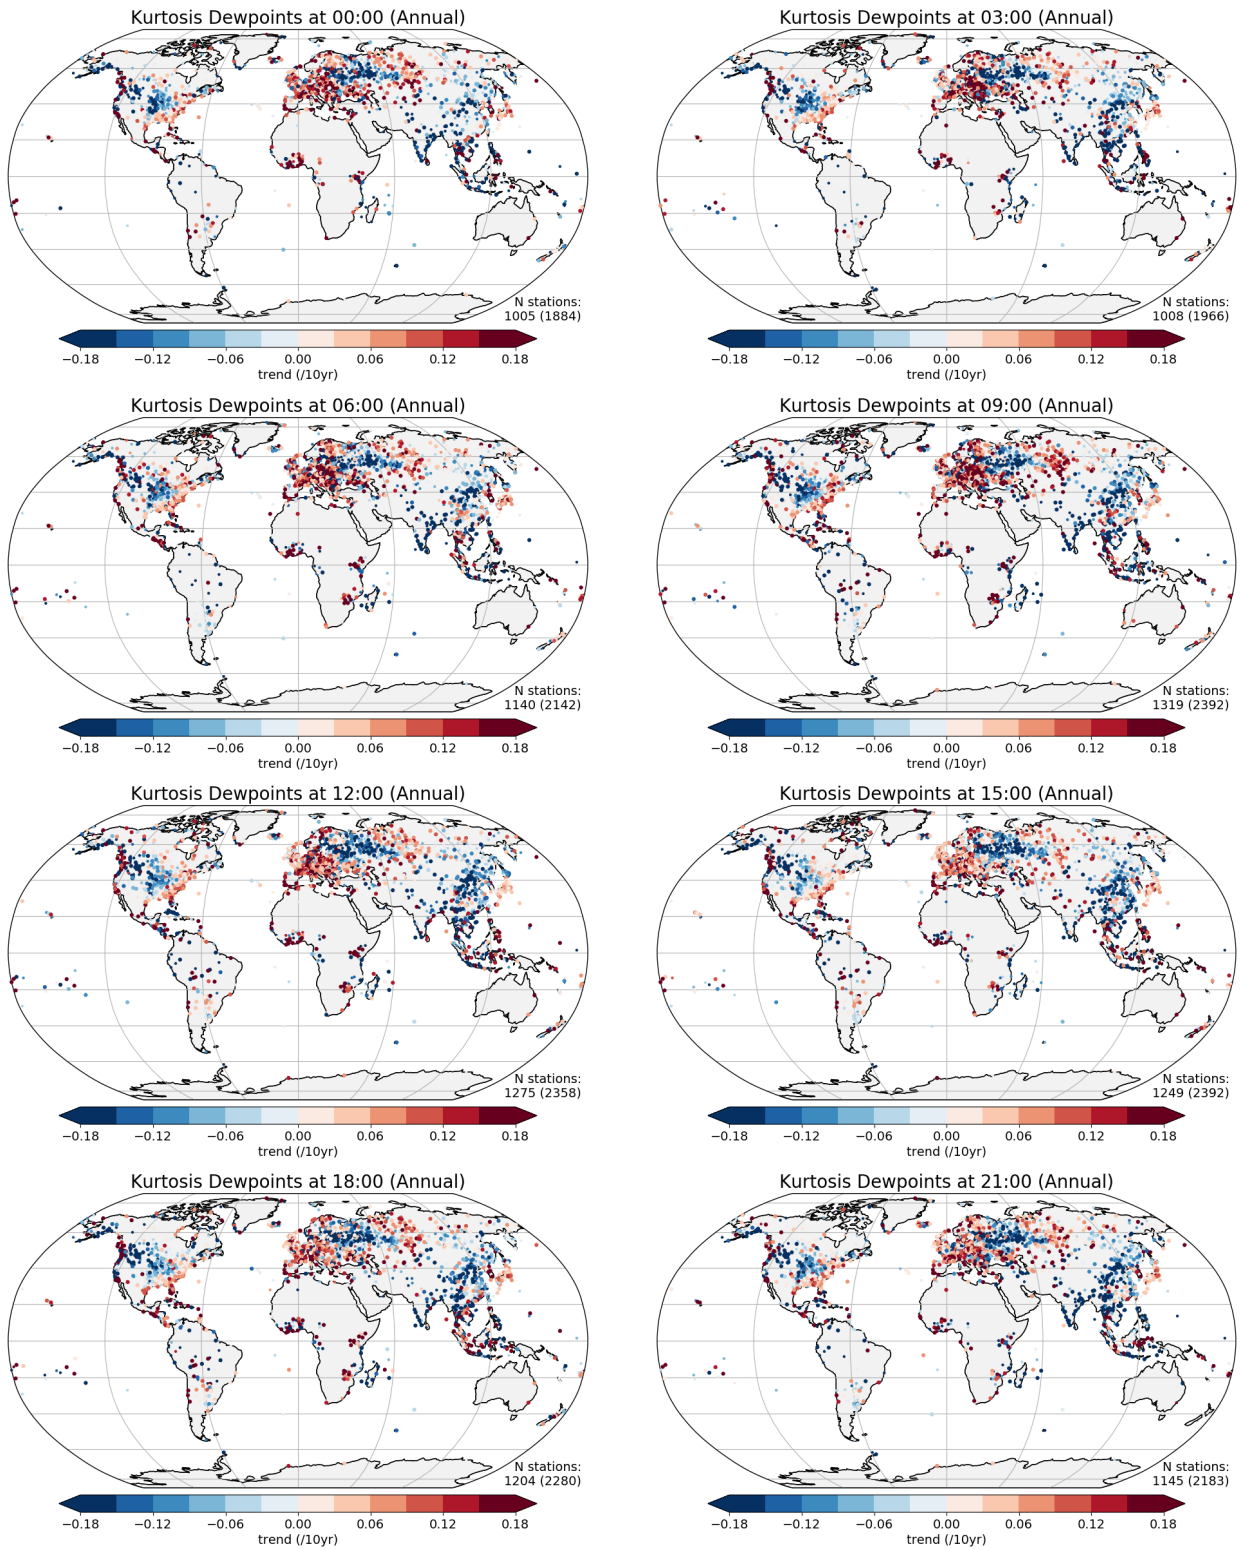 Kurtosis Dewpoints at 00:00 (Annual)
N stations:
1005 (1884)
−0.18 −0.12 −0.06 0.00 0.06 0.12 0.18
trend (/10yr)
Kurtosis Dewpoints at 03:00 (Annual)
N stations:
1008 (1966)
−0.18 −0.12 −0.06 0.00 0.06 0.12 0.18
trend (/10yr)
Kurtosis Dewpoints at 06:00 (Annual)
N stations:
1140 (2142)
−0.18 −0.12 −0.06 0.00 0.06 0.12 0.18
trend (/10yr)
Kurtosis Dewpoints at 09:00 (Annual)
N stations:
1319 (2392)
−0.18 −0.12 −0.06 0.00 0.06 0.12 0.18
trend (/10yr)
Kurtosis Dewpoints at 12:00 (Annual)
N stations:
1275 (2358)
−0.18 −0.12 −0.06 0.00 0.06 0.12 0.18
trend (/10yr)
Kurtosis Dewpoints at 15:00 (Annual)
N stations:
1249 (2392)
−0.18 −0.12 −0.06 0.00 0.06 0.12 0.18
trend (/10yr)
Kurtosis Dewpoints at 18:00 (Annual)
N stations:
1204 (2280)
−0.18 −0.12 −0.06 0.00 0.06 0.12 0.18
trend (/10yr)
Kurtosis Dewpoints at 21:00 (Annual)
N stations:
1145 (2183)
−0.18 −0.12 −0.06 0.00 0.06 0.12 0.18
trend (/10yr)